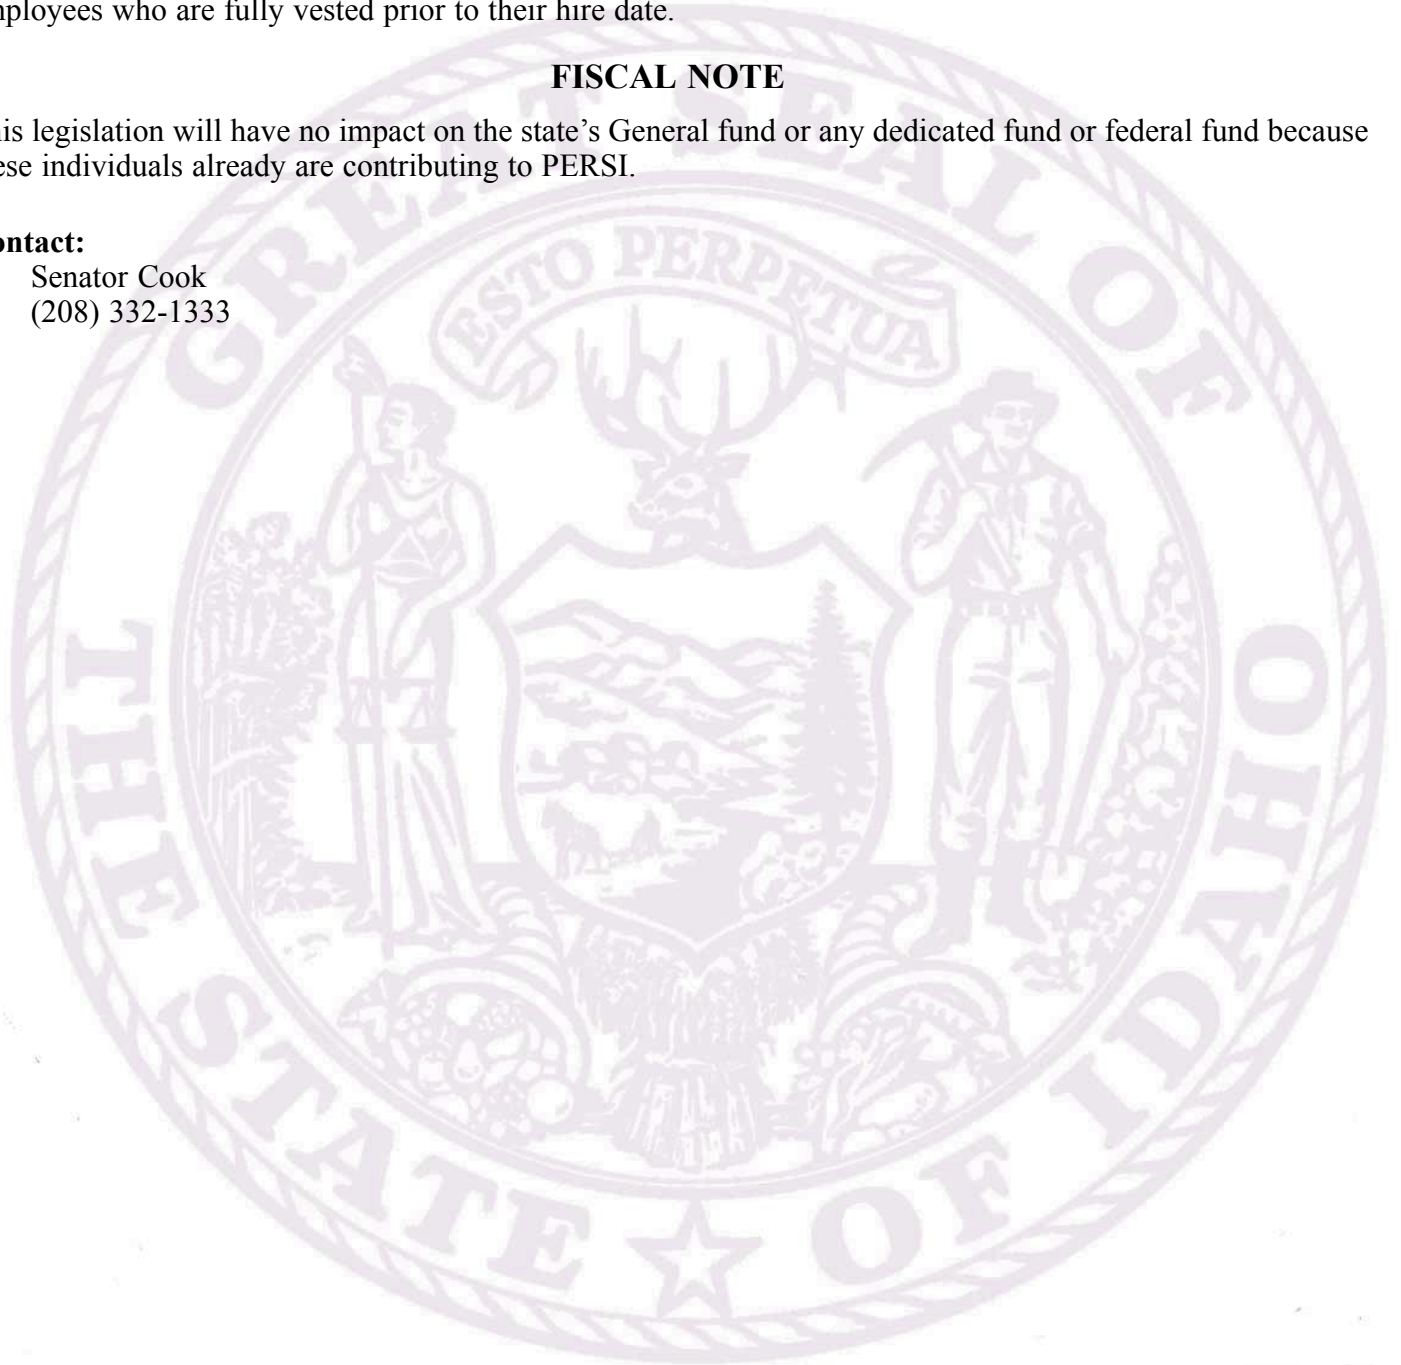 mployees who are fully vested prior to their hire date.
FISCAL NOTE
his legislation will have no impact on the state's General fund or any dedicated fund or federal fund because
ese individuals already are contributing to PERSI.
ontact:
Senator Cook
(208) 332-1333
GREAT SEAL OF
ESTO PERPETUA
THE STATE OF IDAHO